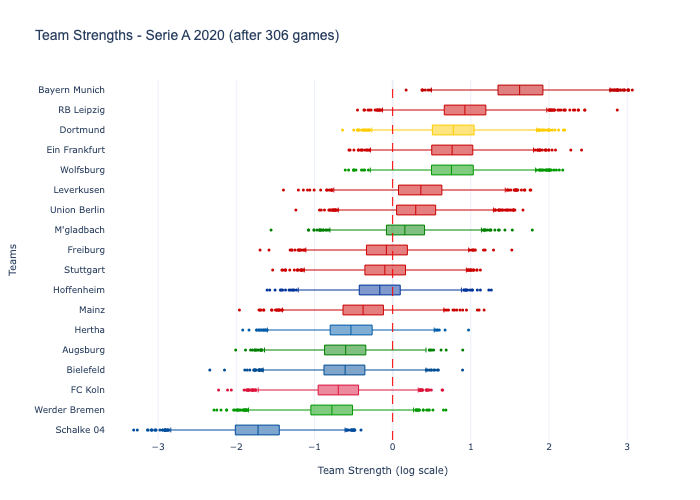 Team Strengths - Serie A 2020 (after 306 games)
Bayern Munich
RB Leipzig
Dortmund
Ein Frankfurt
Wolfsburg
Leverkusen
Union Berlin
M'gladbach
Freiburg
Stuttgart
Hoffenheim
Mainz
Hertha
Augsburg
Bielefeld
FC Koln
Werder Bremen
Schalke 04
Teams
−3 −2 −1 0 1 2 3
Team Strength (log scale)